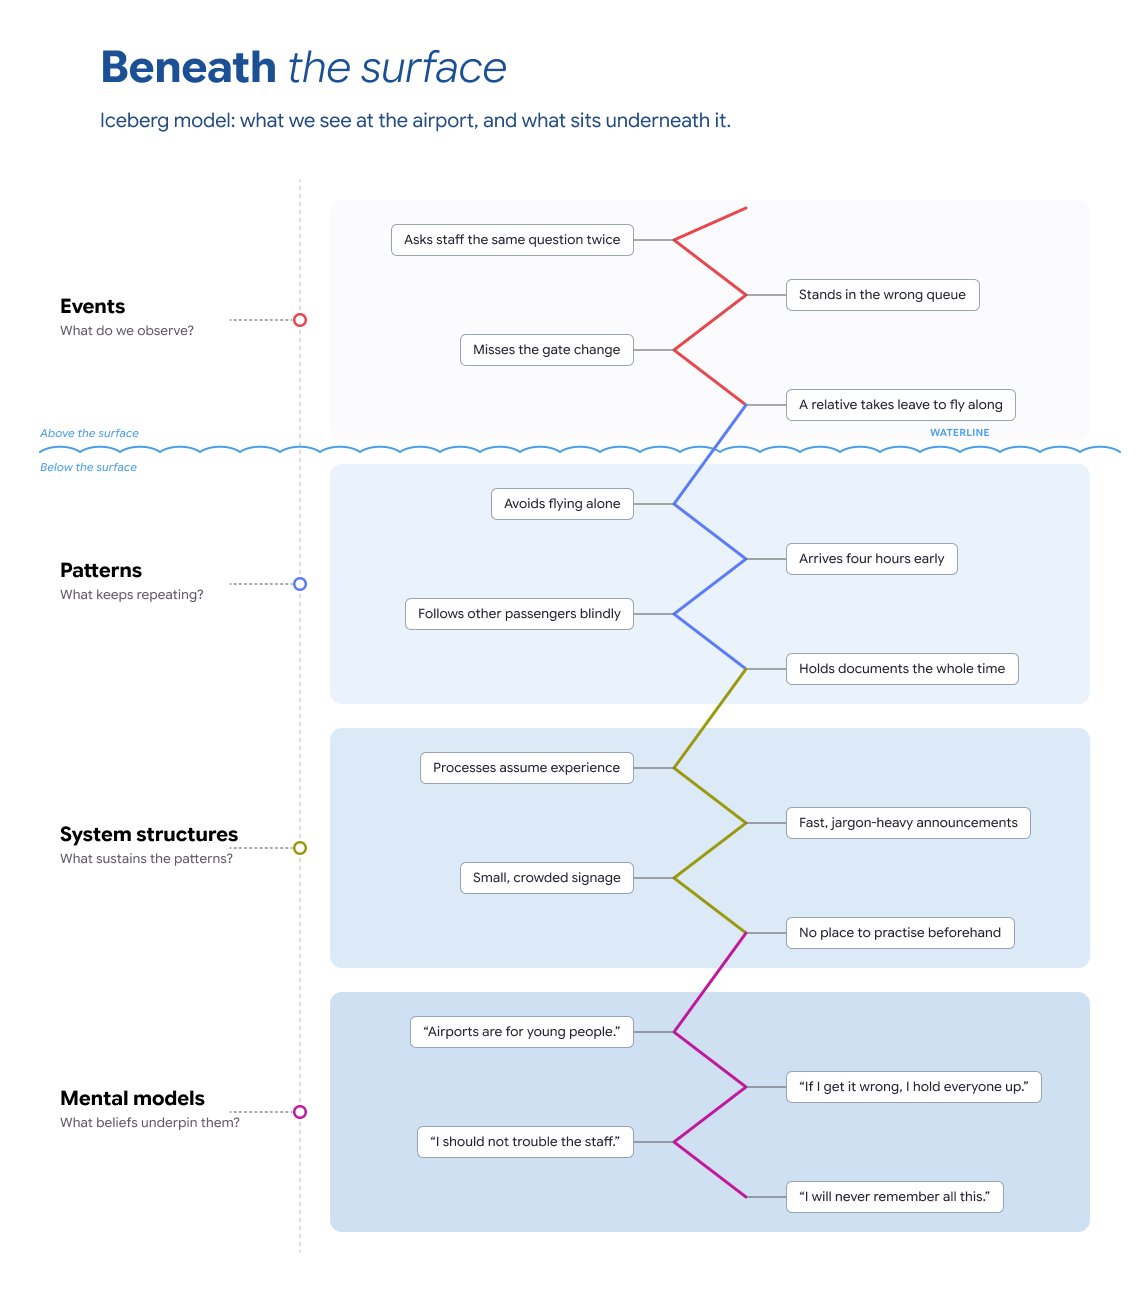 Beneath the surface
Iceberg model: what we see at the airport, and what sits underneath it.
Events
What do we observe?
Asks staff the same question twice
Stands in the wrong queue
Misses the gate change
A relative takes leave to fly along
Above the surface
WATERLINE
Below the surface
Patterns
What keeps repeating?
Avoids flying alone
Arrives four hours early
Follows other passengers blindly
Holds documents the whole time
System structures
What sustains the patterns?
Processes assume experience
Fast, jargon-heavy announcements
Small, crowded signage
No place to practise beforehand
Mental models
What beliefs underpin them?
“Airports are for young people.”
“If I get it wrong, I hold everyone up.”
“I should not trouble the staff.”
“I will never remember all this.”